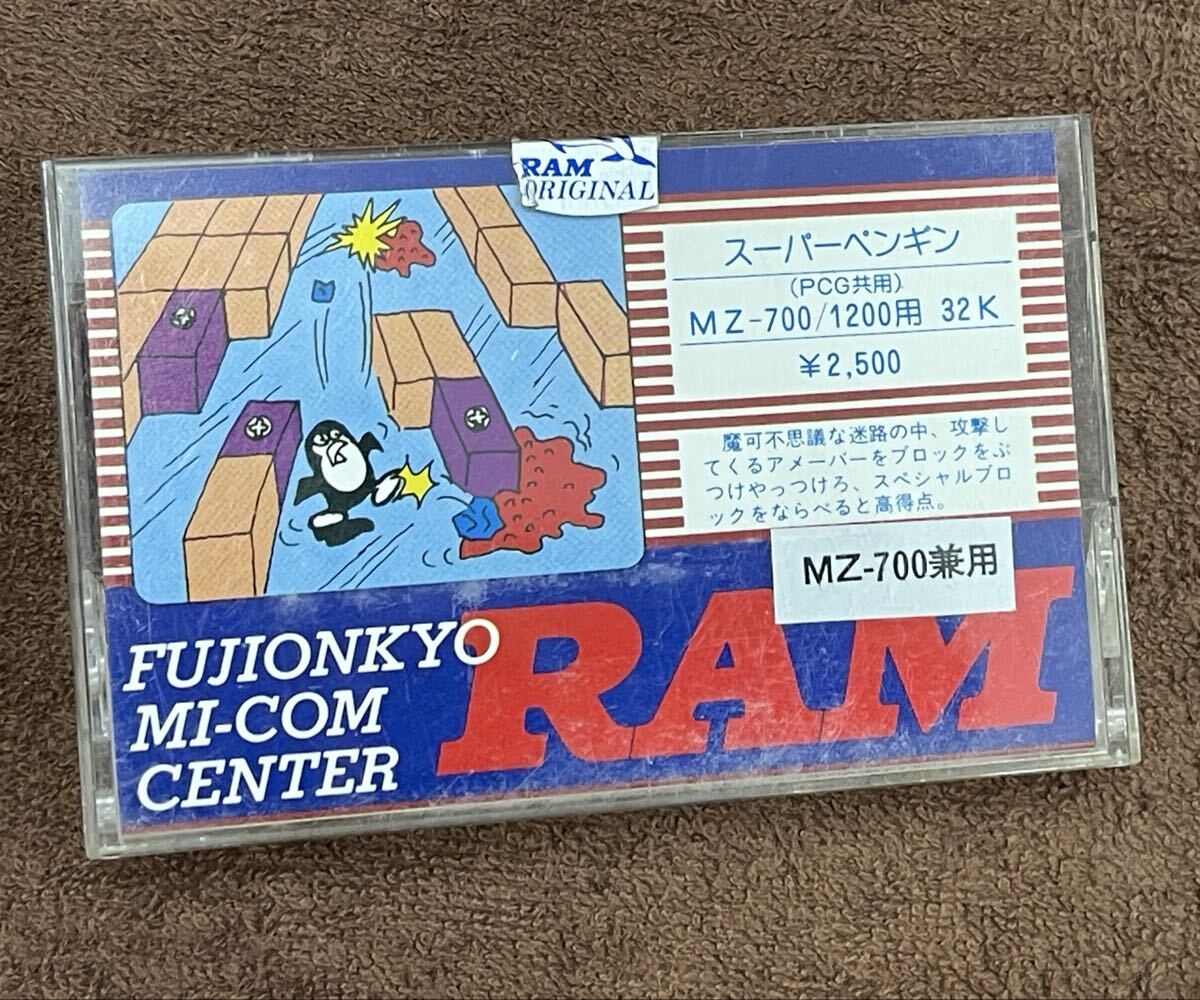 RAM
ORIGINAL
スーパーペンギン
(PCG共用)
MZ-700/1200用 32K
¥2,500
魔可不思議な迷路の中、攻撃し
てくるアメーバーをブロックをぶ
つけやっつけろ、スペシャルブロ
ックをならべると高得点。
MZ-700兼用
FUJIONKYO
MI-COM
CENTER
RAM